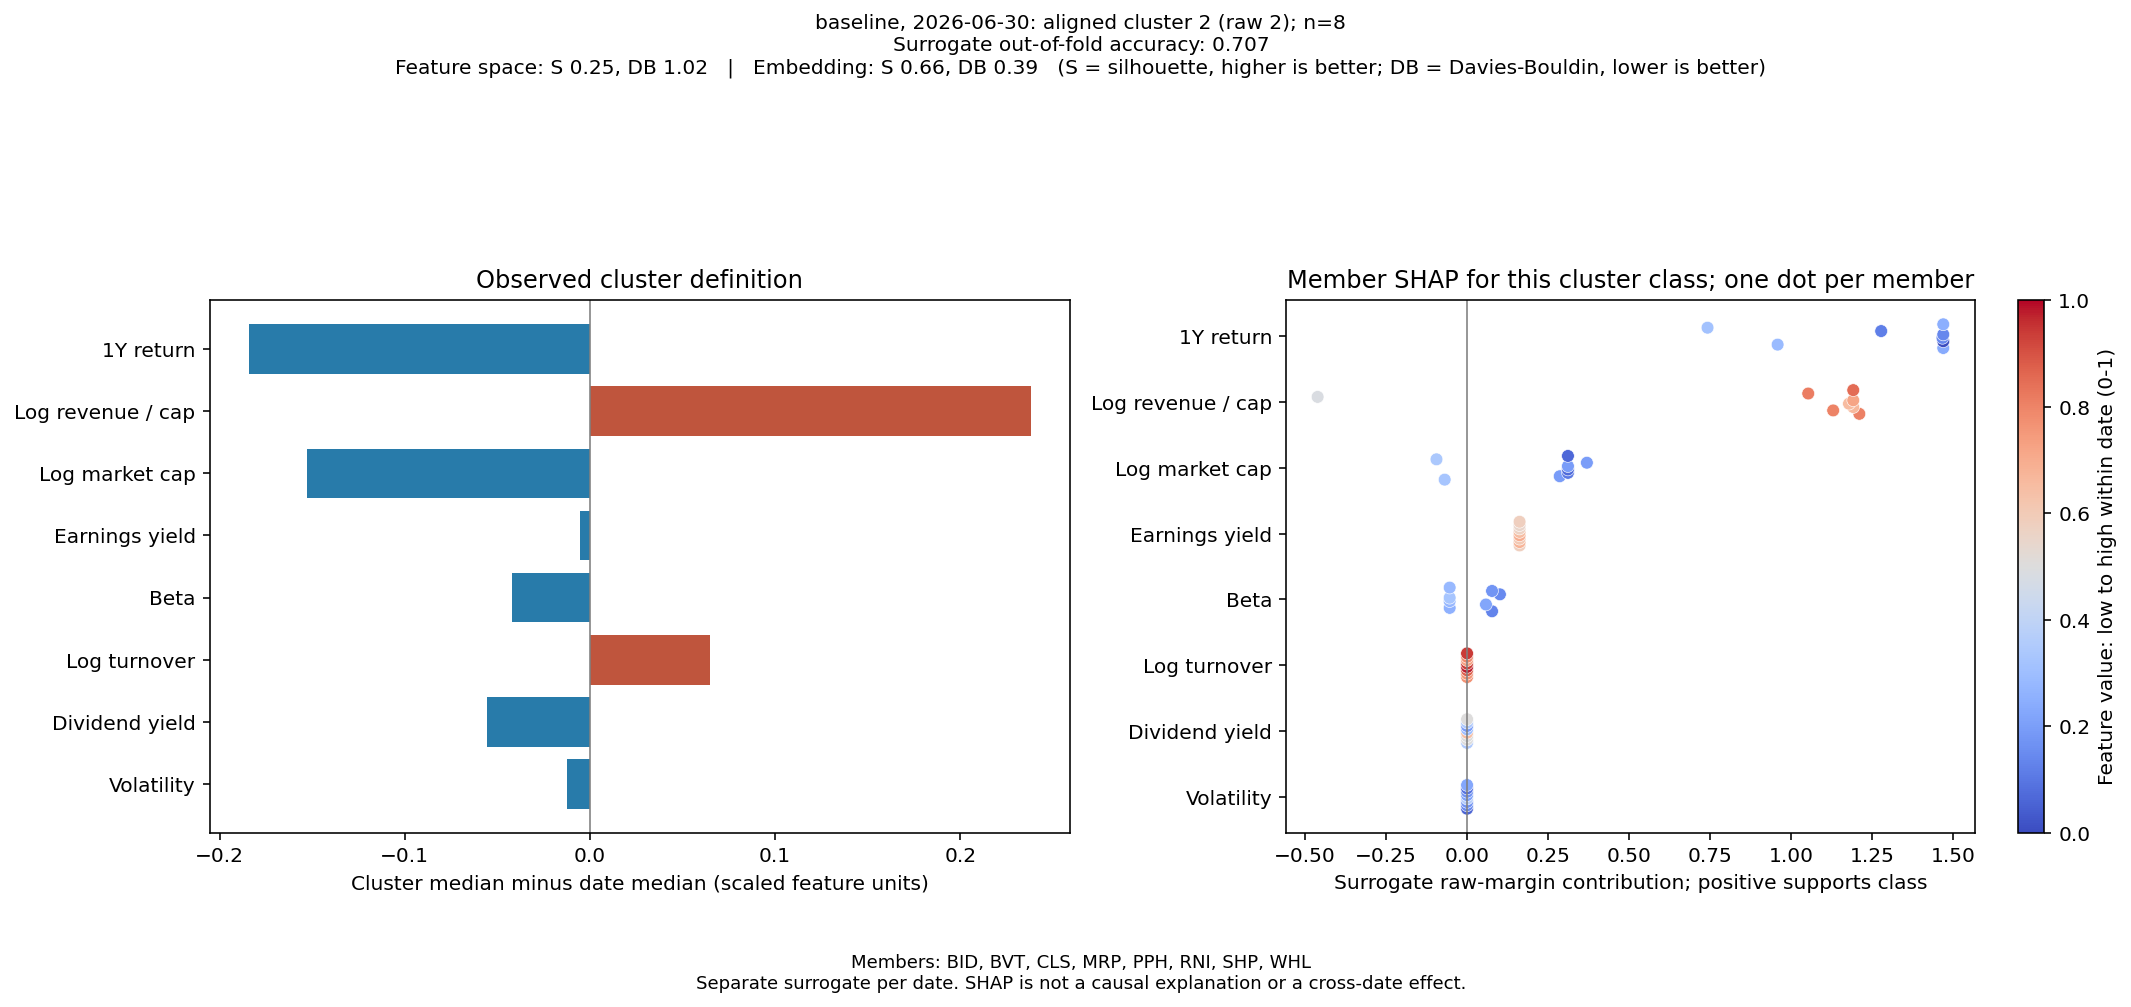 baseline, 2026-06-30: aligned cluster 2 (raw 2); n=8
Surrogate out-of-fold accuracy: 0.707
Feature space: S 0.25, DB 1.02   |   Embedding: S 0.66, DB 0.39   (S = silhouette, higher is better; DB = Davies-Bouldin, lower is better)
Observed cluster definition
1Y return
Log revenue / cap
Log market cap
Earnings yield
Beta
Log turnover
Dividend yield
Volatility
−0.2 −0.1 0.0 0.1 0.2
Cluster median minus date median (scaled feature units)
Member SHAP for this cluster class; one dot per member
1Y return
Log revenue / cap
Log market cap
Earnings yield
Beta
Log turnover
Dividend yield
Volatility
−0.50 −0.25 0.00 0.25 0.50 0.75 1.00 1.25 1.50
Surrogate raw-margin contribution; positive supports class
1.0
0.8
0.6
0.4
0.2
0.0
Feature value: low to high within date (0-1)
Members: BID, BVT, CLS, MRP, PPH, RNI, SHP, WHL
Separate surrogate per date. SHAP is not a causal explanation or a cross-date effect.